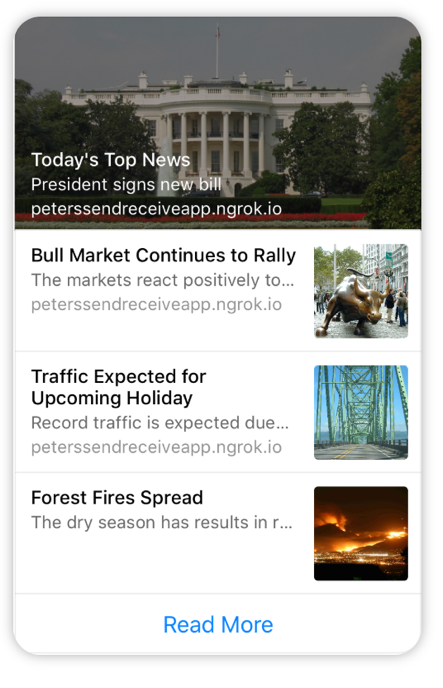 Today's Top News
President signs new bill
peterssendreceiveapp.ngrok.io
Bull Market Continues to Rally
The markets react positively to...
peterssendreceiveapp.ngrok.io
Traffic Expected for
Upcoming Holiday
Record traffic is expected due...
peterssendreceiveapp.ngrok.io
Forest Fires Spread
The dry season has results in r...
Read More